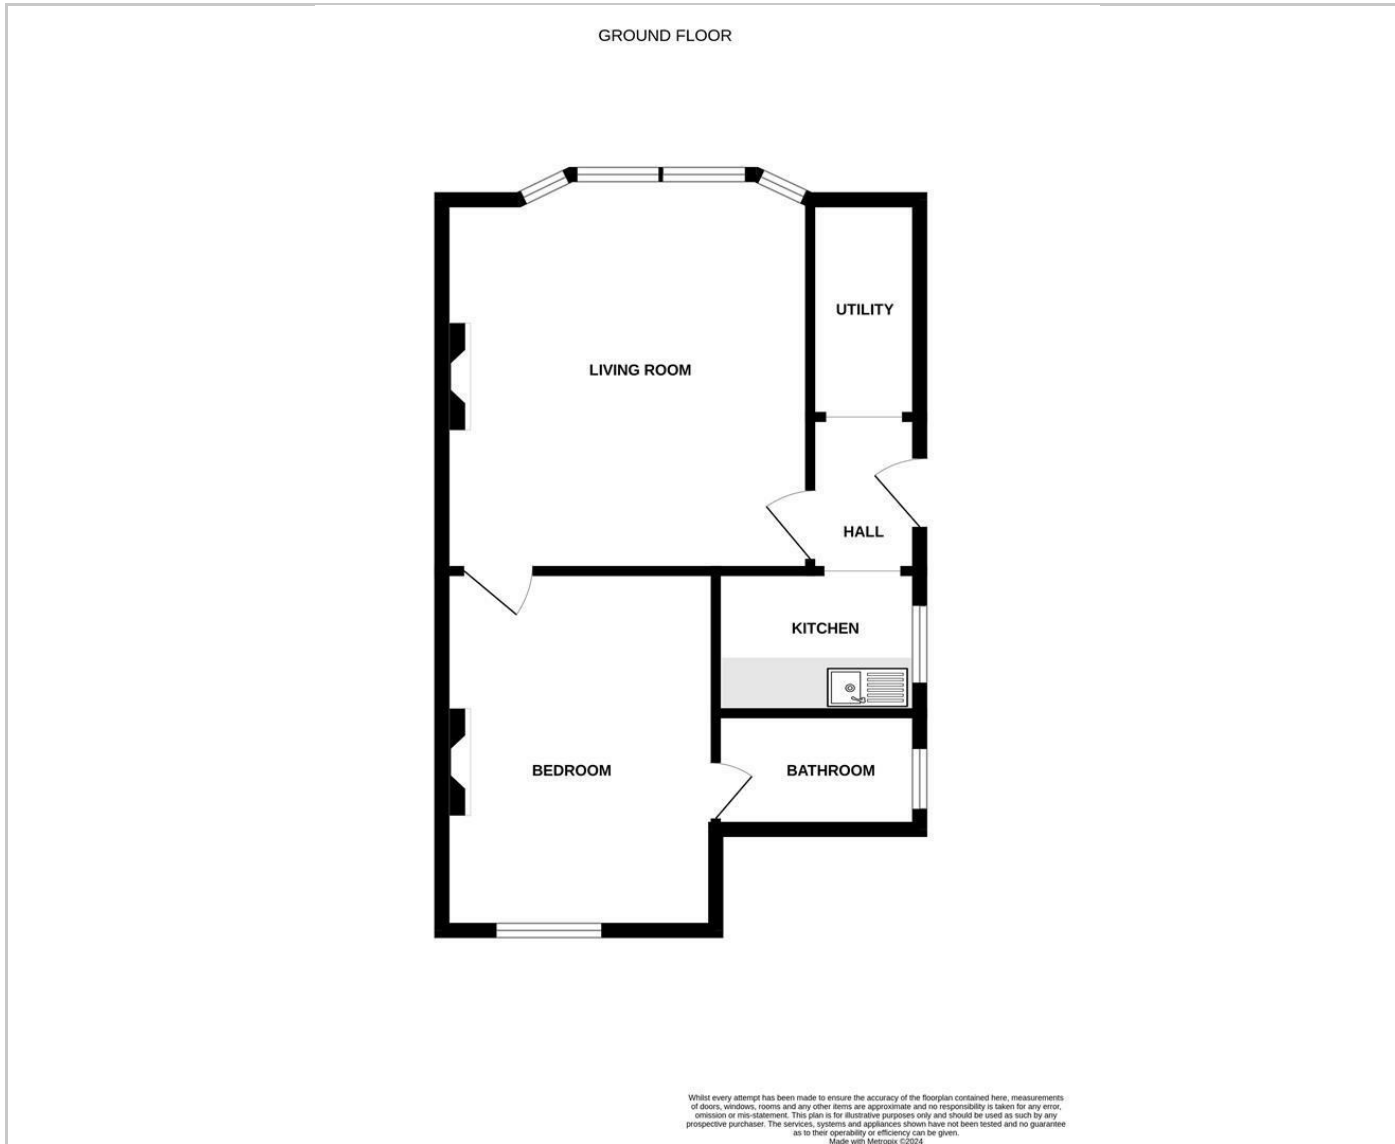 GROUND FLOOR
UTILITY
LIVING ROOM
HALL
KITCHEN
BEDROOM
BATHROOM
Whilst every attempt has been made to ensure the accuracy of the floorplan contained here, measurements
of doors, windows, rooms and any other items are approximate and no responsibility is taken for any error,
omission or mis-statement. This plan is for illustrative purposes only and should be used as such by any
prospective purchaser. The services, systems and appliances shown have not been tested and no guarantee
as to their operability or efficiency can be given.
Made with Metropix ©2024